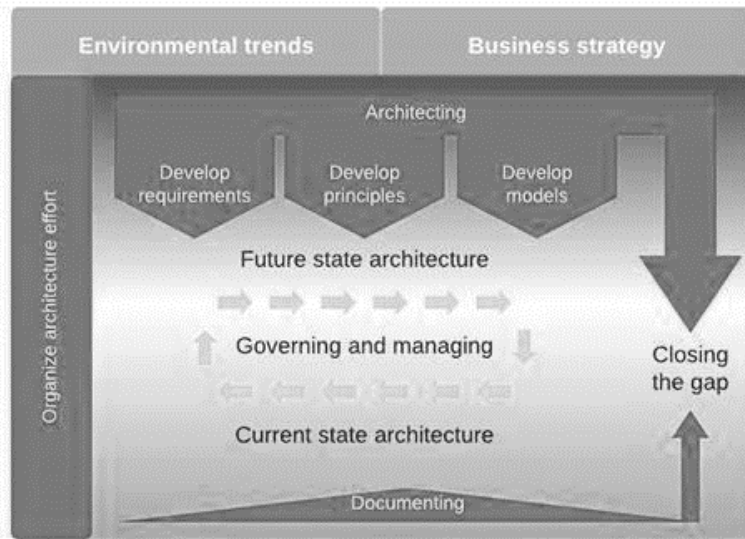 Environmental trends
Business strategy
Organize architecture effort
Architecting
Develop
requirements
Develop
principles
Develop
models
Future state architecture
Governing and managing
Closing
the gap
Current state architecture
Documenting